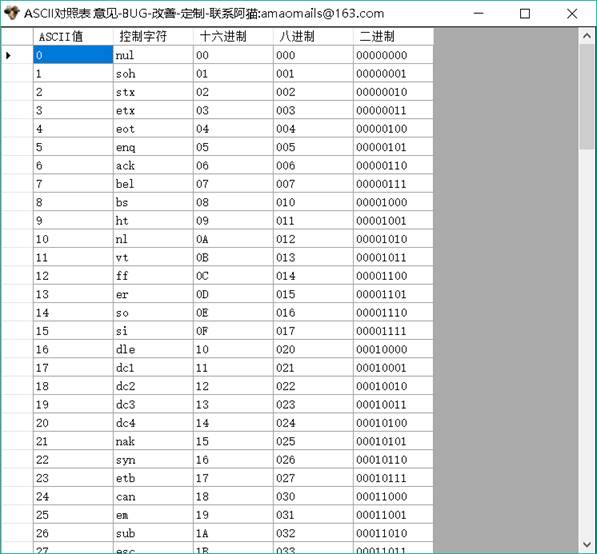 ASCII对照表 意见-BUG-改善-定制-联系阿猫:amaomails@163.com
ASCII值 控制字符 十六进制 八进制 二进制
0 nul 00 000 00000000
1 soh 01 001 00000001
2 stx 02 002 00000010
3 etx 03 003 00000011
4 eot 04 004 00000100
5 enq 05 005 00000101
6 ack 06 006 00000110
7 bel 07 007 00000111
8 bs 08 010 00001000
9 ht 09 011 00001001
10 nl 0A 012 00001010
11 vt 0B 013 00001011
12 ff 0C 014 00001100
13 er 0D 015 00001101
14 so 0E 016 00001110
15 si 0F 017 00001111
16 dle 10 020 00010000
17 dc1 11 021 00010001
18 dc2 12 022 00010010
19 dc3 13 023 00010011
20 dc4 14 024 00010100
21 nak 15 025 00010101
22 syn 16 026 00010110
23 etb 17 027 00010111
24 can 18 030 00011000
25 em 19 031 00011001
26 sub 1A 032 00011010
27 esc 1B 033 00011011